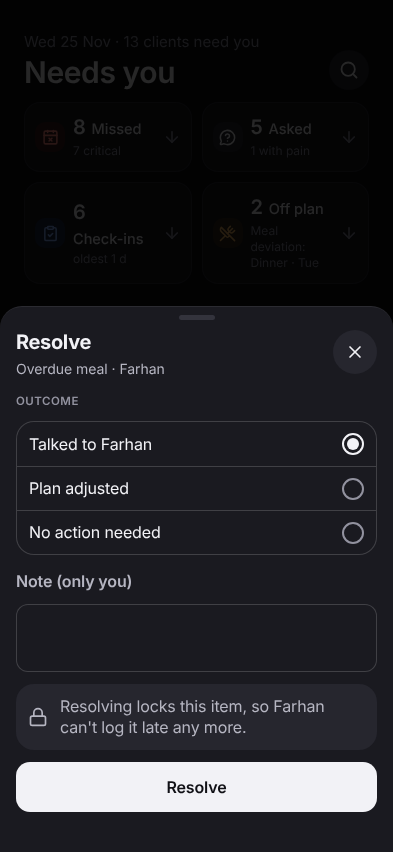 Wed 25 Nov · 13 clients need you
Needs you
8 Missed
7 critical
5 Asked
1 with pain
6
Check-ins
oldest 1 d
2 Off plan
Meal
deviation:
Dinner · Tue
Resolve
Overdue meal · Farhan
OUTCOME
Talked to Farhan
Plan adjusted
No action needed
Note (only you)
Resolving locks this item, so Farhan
can't log it late any more.
Resolve